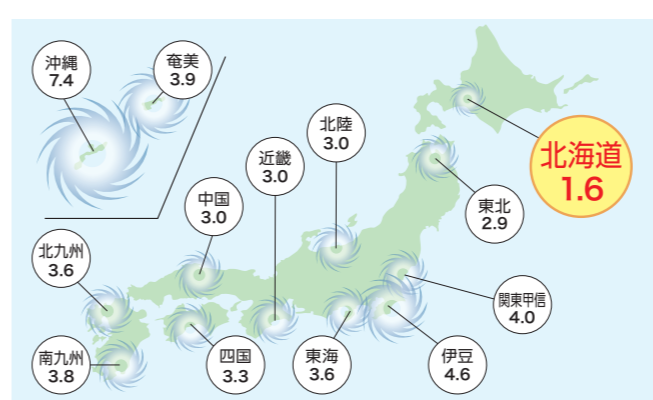 沖縄
7.4
奄美
3.9
北陸
3.0
近畿
3.0
中国
3.0
北海道
1.6
東北
2.9
北九州
3.6
関東甲信
4.0
南九州
3.8
四国
3.3
東海
3.6
伊豆
4.6